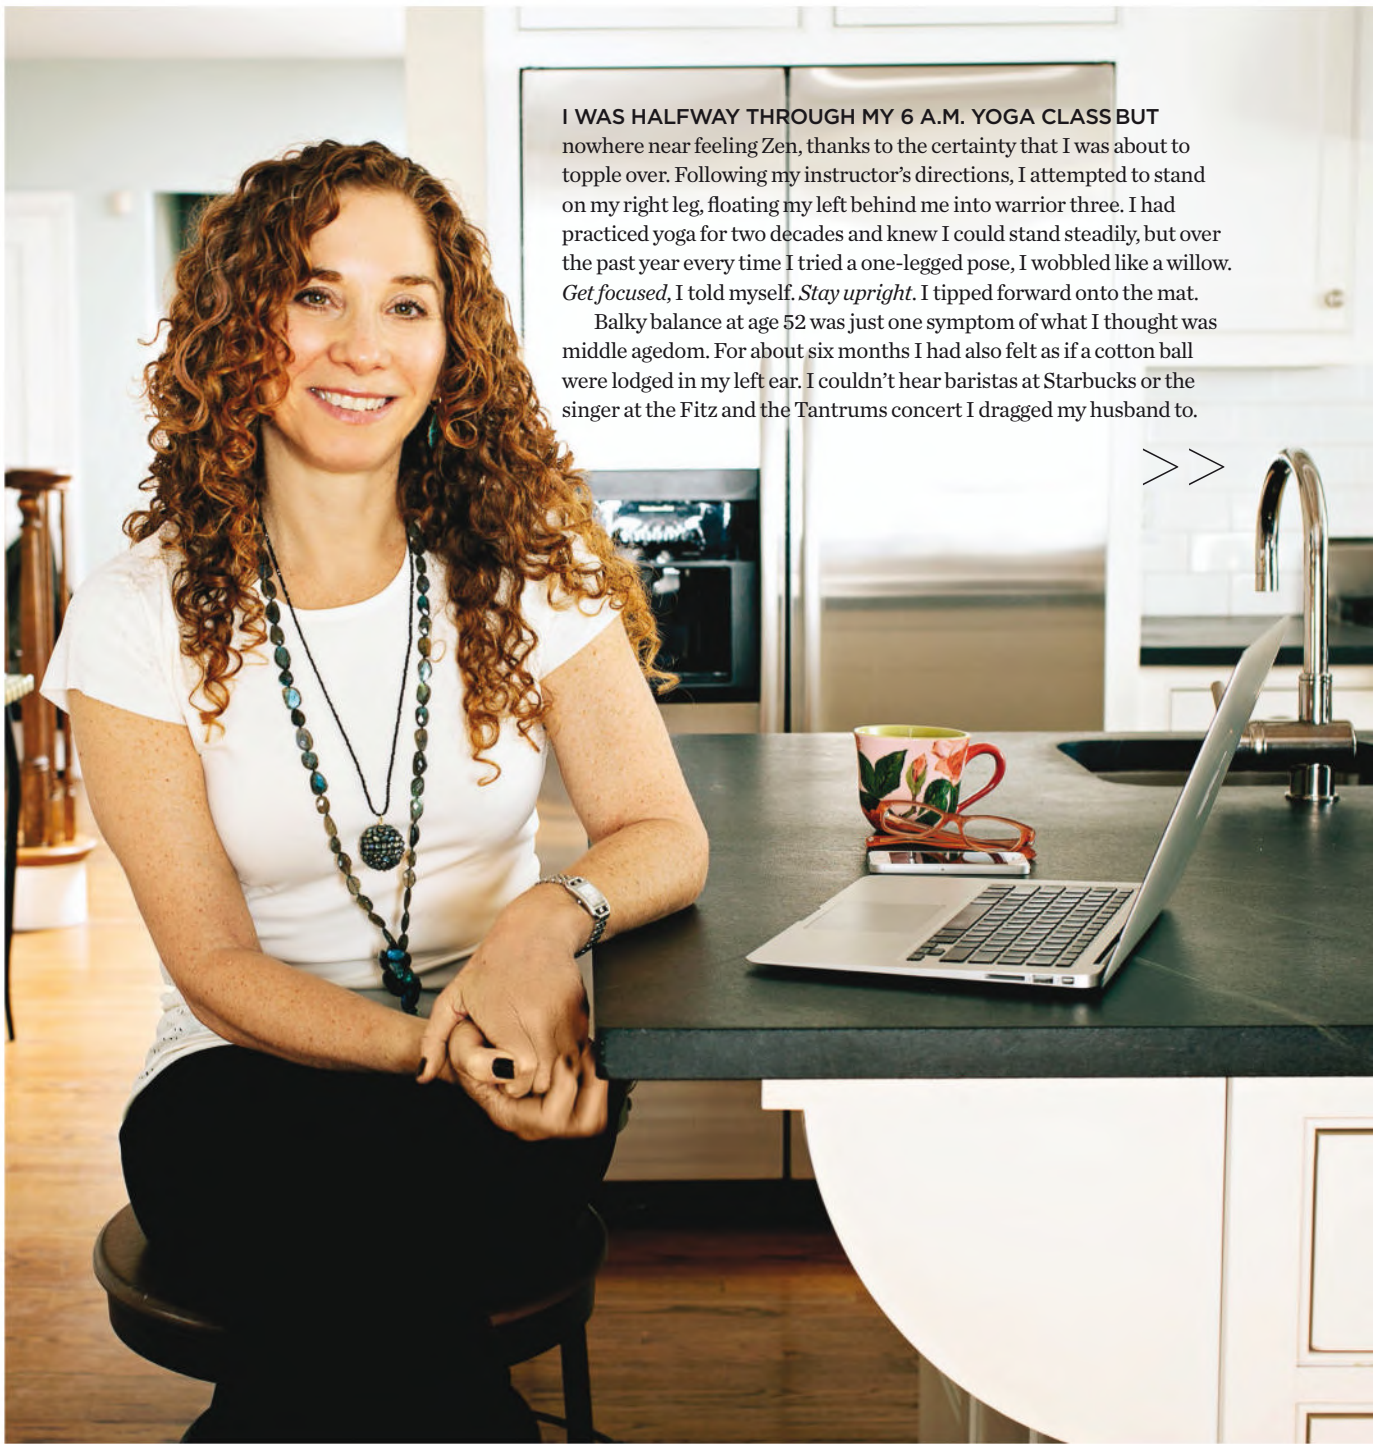 I WAS HALFWAY THROUGH MY 6 A.M. YOGA CLASS BUT
nowhere near feeling Zen, thanks to the certainty that I was about to
topple over. Following my instructor’s directions, I attempted to stand
on my right leg, floating my left behind me into warrior three. I had
practiced yoga for two decades and knew I could stand steadily, but over
the past year every time I tried a one-legged pose, I wobbled like a willow.
Get focused, I told myself. Stay upright. I tipped forward onto the mat.
Balky balance at age 52 was just one symptom of what I thought was
middle agedom. For about six months I had also felt as if a cotton ball
were lodged in my left ear. I couldn’t hear baristas at Starbucks or the
singer at the Fitz and the Tantrums concert I dragged my husband to.
>>